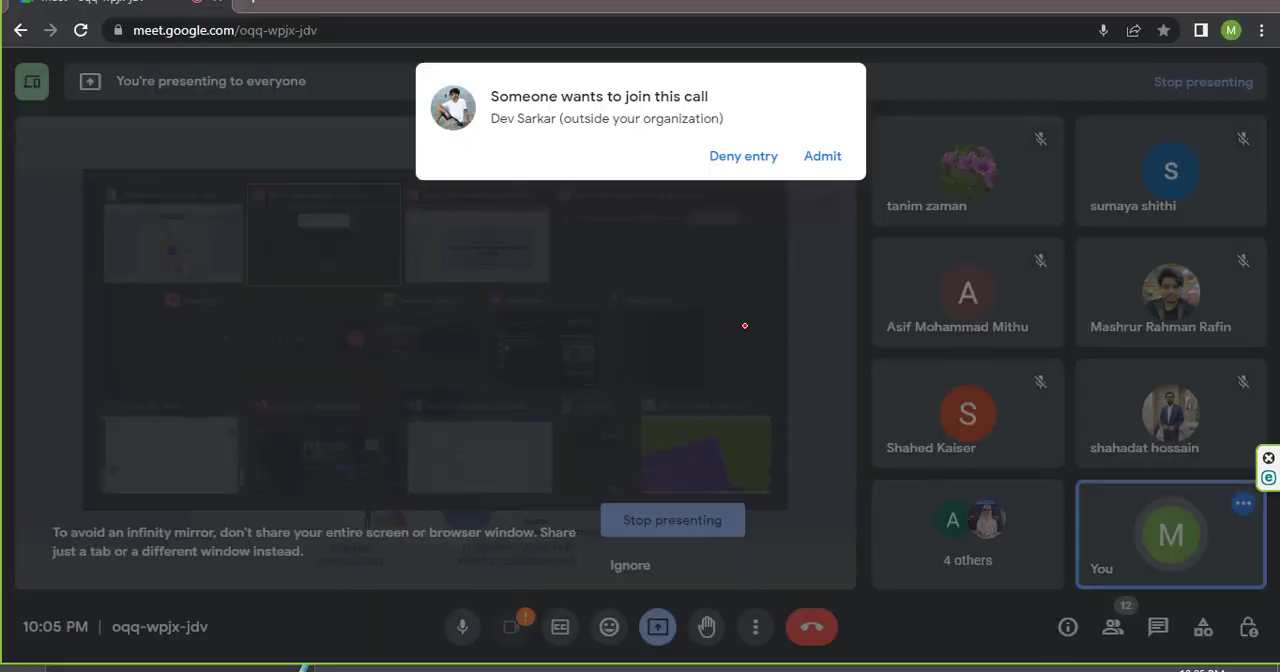 meet.google.com/oqq-wpjx-jdv
M
You're presenting to everyone
Stop presenting
Someone wants to join this call
Dev Sarkar (outside your organization)
Deny entry
Admit
tanim zaman
S
sumaya shithi
A
Asif Mohammad Mithu
Mashrur Rahman Rafin
S
Shahed Kaiser
shahadat hossain
To avoid an infinity mirror, don't share your entire screen or browser window. Share
just a tab or a different window instead.
Stop presenting
Ignore
A
4 others
M
You
10:05 PM | oqq-wpjx-jdv
12